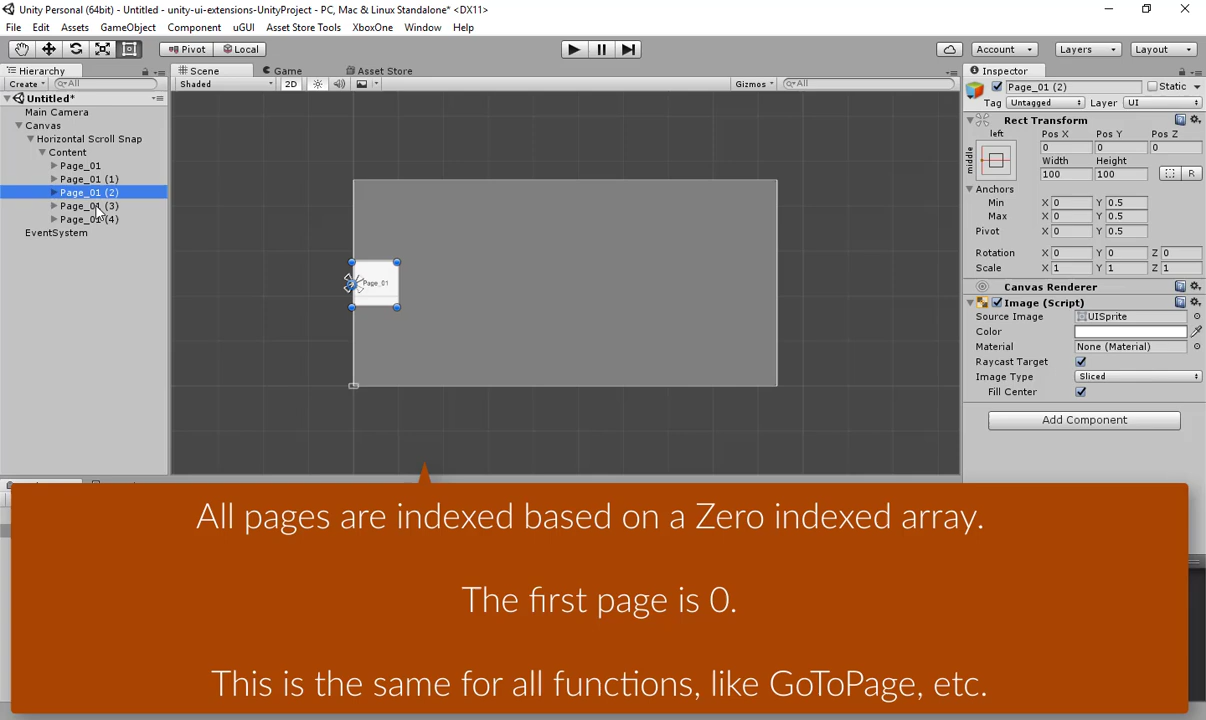 Unity Personal (64bit) - Untitled - unity-ui-extensions-UnityProject - PC, Mac & Linux Standalone* <DX11>
File Edit Assets GameObject Component uGUI Asset Store Tools XboxOne Window Help
Pivot Local Account Layers Layout
Hierarchy Scene Game Asset Store Inspector
Create All Shaded 2D Gizmos All Page_01 (2) Static
Untitled* Tag Untagged Layer UI
Main Camera Rect Transform
Canvas left Pos X Pos Y Pos Z
Horizontal Scroll Snap 0 0 0
Content middle Width Height
Page_01 100 100 R
Page_01 (1) Anchors
Page_01 (2) Min X 0 Y 0.5
Page_01 (3) Max X 0 Y 0.5
Page_01 (4) Pivot X 0 Y 0.5
EventSystem
Rotation X 0 Y 0 Z 0
Scale X 1 Y 1 Z 1
Page_01
Canvas Renderer
Image (Script)
Source Image UISprite
Color
Material None (Material)
Raycast Target
Image Type Sliced
Fill Center
Add Component
All pages are indexed based on a Zero indexed array.
The first page is 0.
This is the same for all functions, like GoToPage, etc.